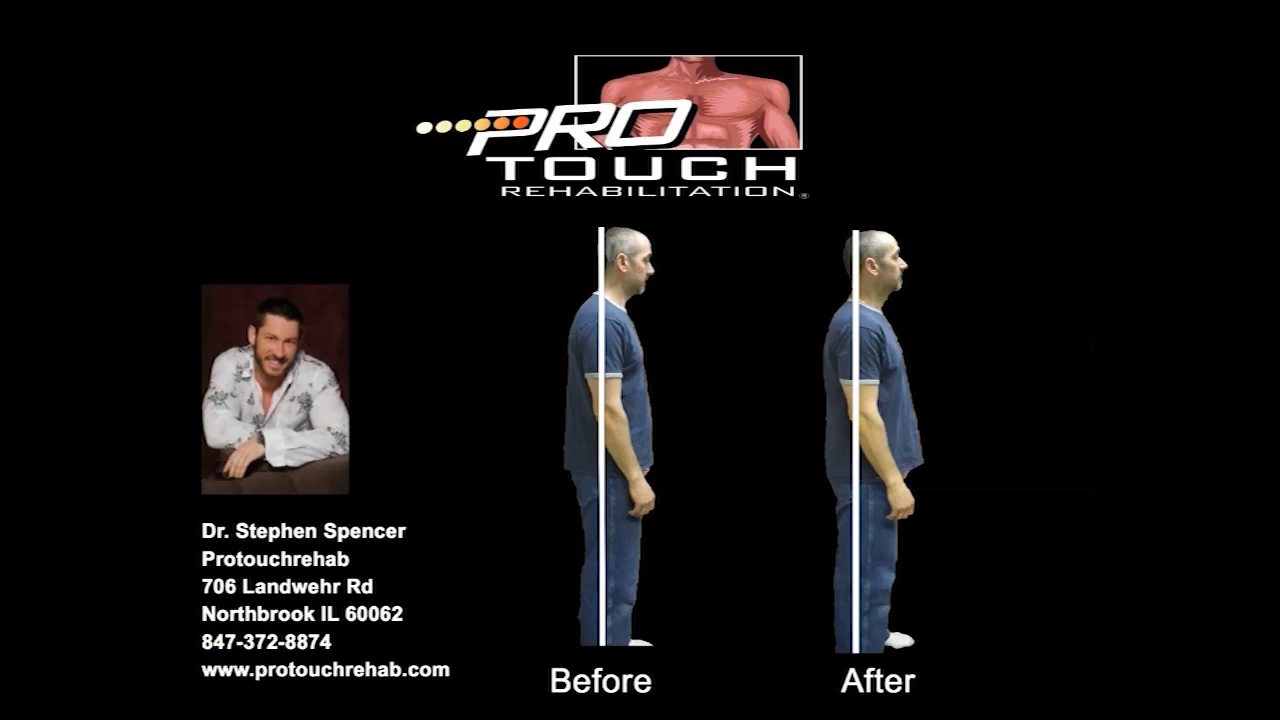 PRO
TOUCH
REHABILITATION®
Dr. Stephen Spencer
Protouchrehab
706 Landwehr Rd
Northbrook IL 60062
847-372-8874
www.protouchrehab.com
Before
After